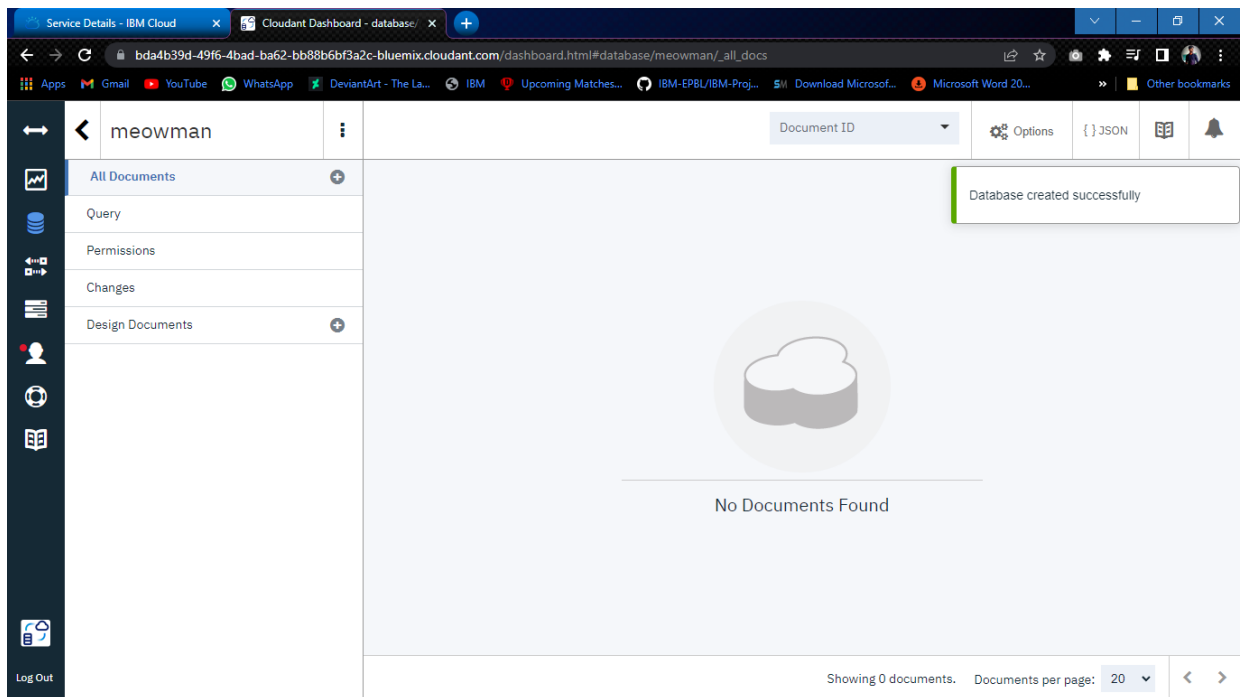 Service Details - IBM Cloud
Cloudant Dashboard - database/
bda4b39d-49f6-4bad-ba62-bb88b6bf3a2c-bluemix.cloudant.com/dashboard.html#database/meowman/_all_docs
Apps Gmail YouTube WhatsApp DeviantArt - The La... IBM Upcoming Matches... IBM-EPBL/IBM-Proj... SM Download Microsof... Microsoft Word 20... » Other bookmarks
meowman
Document ID
Options
{ } JSON
All Documents
Database created successfully
Query
Permissions
Changes
Design Documents
No Documents Found
Log Out
Showing 0 documents. Documents per page: 20